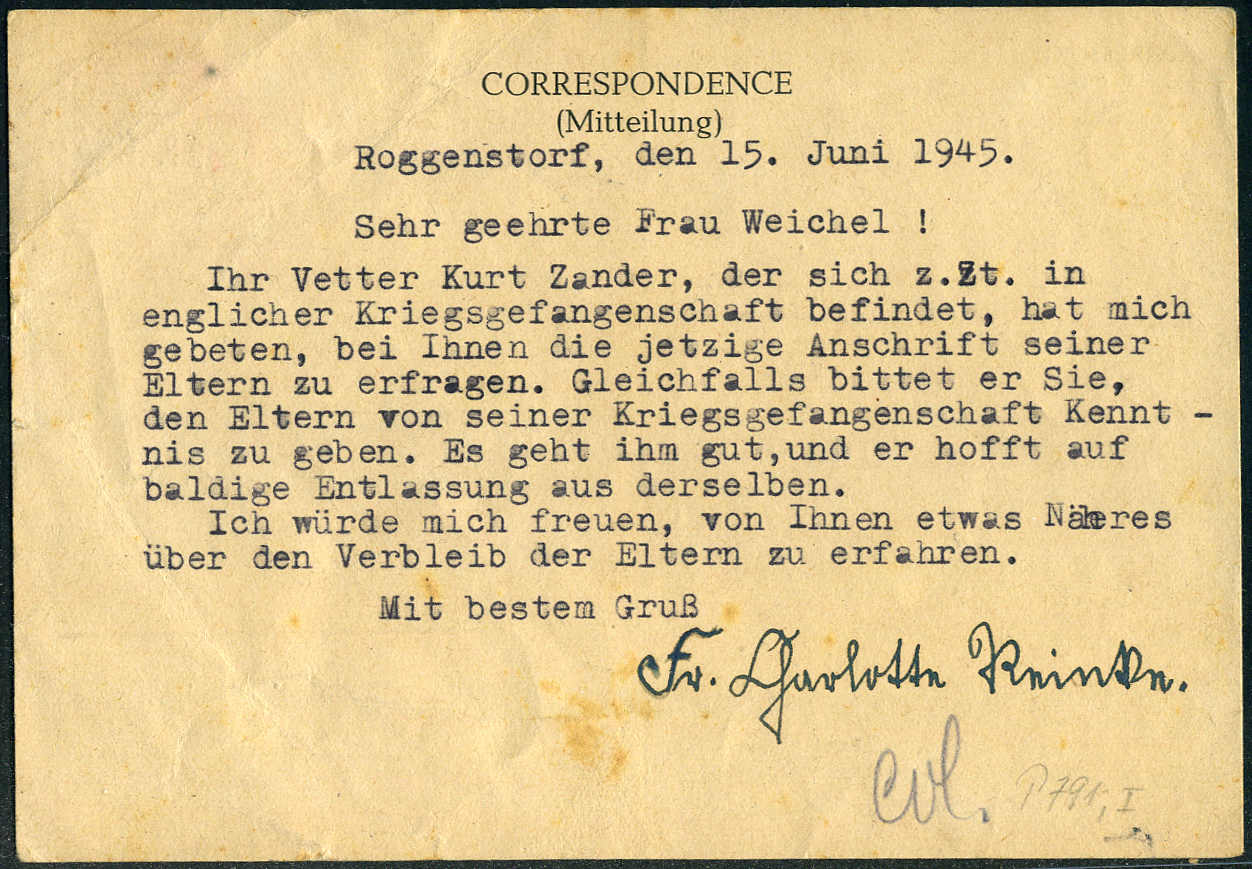 CORRESPONDENCE
(Mitteilung)
Roggenstorf, den 15. Juni 1945.
Sehr geehrte Frau Weichel !
Ihr Vetter Kurt Zander, der sich z.Zt. in
englicher Kriegsgefangenschaft befindet, hat mich
gebeten, bei Ihnen die jetzige Anschrift seiner
Eltern zu erfragen. Gleichfalls bittet er Sie,
den Eltern von seiner Kriegsgefangenschaft Kennt -
nis zu geben. Es geht ihm gut,und er hofft auf
baldige Entlassung aus derselben.
Ich würde mich freuen, von Ihnen etwas Näheres
über den Verbleib der Eltern zu erfahren.
Mit bestem Gruß
Fr. Charlotte Reinke.
P791, I